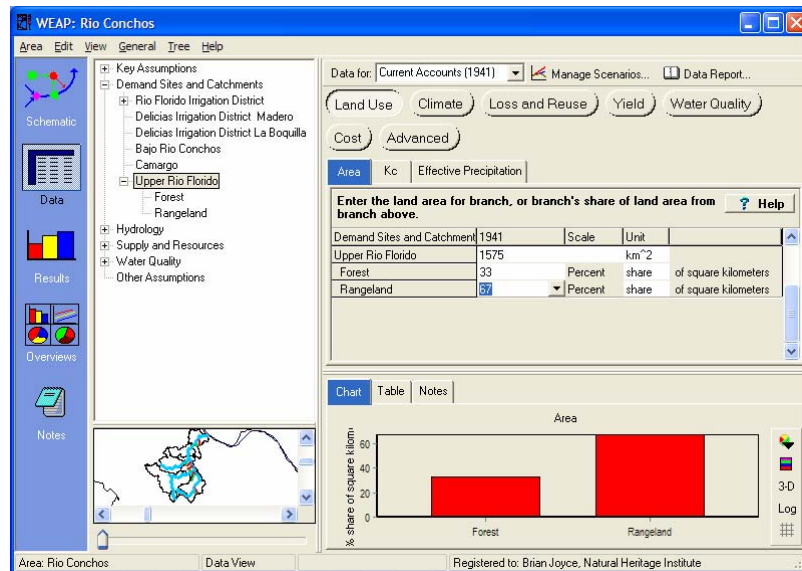 WEAP: Rio Conchos
Area Edit View General Tree Help
Schematic
Data
Results
Overviews
Notes
Key Assumptions
Demand Sites and Catchments
Rio Florido Irrigation District
Delicias Irrigation District Madero
Delicias Irrigation District La Boquilla
Bajo Rio Conchos
Camargo
Upper Rio Florido
Forest
Rangeland
Hydrology
Supply and Resources
Water Quality
Other Assumptions
Data for: Current Accounts (1941) Manage Scenarios... Data Report...
Land Use Climate Loss and Reuse Yield Water Quality
Cost Advanced
Area Kc Effective Precipitation
Enter the land area for branch, or branch's share of land area from
branch above.
? Help
Demand Sites and Catchment 1941 Scale Unit
Upper Rio Florido 1575 km^2
Forest 33 Percent share of square kilometers
Rangeland 67 Percent share of square kilometers
Chart Table Notes
Area
% share of square kilom
60
40
20
0
Forest Rangeland
3-D
Log
Area: Rio Conchos Data View Registered to: Brian Joyce, Natural Heritage Institute